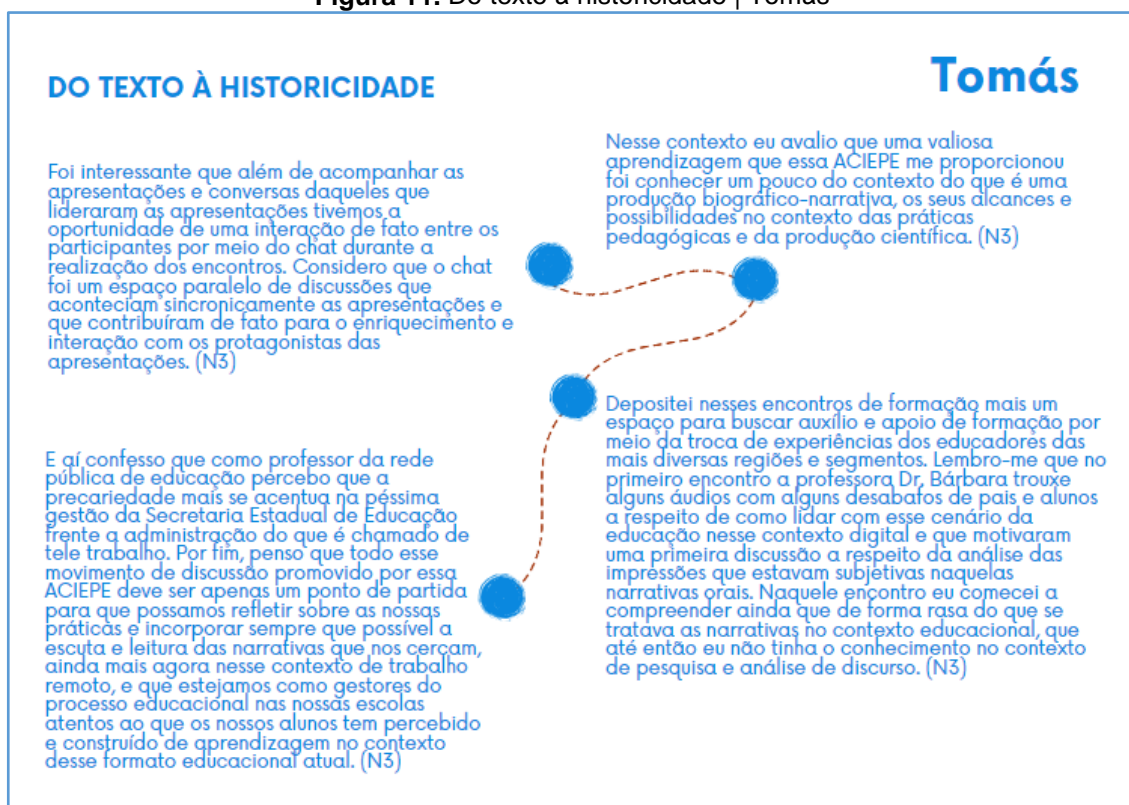 Figura 11: Do texto à historicidade | Tomás
DO TEXTO À HISTORICIDADE
Tomás
Foi interessante que além de acompanhar as
apresentações e conversas daqueles que
lideraram as apresentações tivemos a
oportunidade de uma interação de fato entre os
participantes por meio do chat durante a
realização dos encontros. Considero que o chat
foi um espaço paralelo de discussões que
aconteciam sincronicamente as apresentações e
que contribuíram de fato para o enriquecimento e
interação com os protagonistas das
apresentações. (N3)
Nesse contexto eu avalio que uma valiosa
aprendizagem que essa ACIEPE me proporcionou
foi conhecer um pouco do contexto do que é uma
produção biográfico-narrativa, os seus alcances e
possibilidades no contexto das práticas
pedagógicas e da produção científica. (N3)
Depositei nesses encontros de formação mais um
espaço para buscar auxílio e apoio de formação por
meio da troca de experiências dos educadores das
mais diversas regiões e segmentos. Lembro-me que no
primeiro encontro a professora Dr. Bárbara trouxe
alguns áudios com alguns desabafos de pais e alunos
a respeito de como lidar com esse cenário da
educação nesse contexto digital e que motivaram
uma primeira discussão a respeito da análise das
impressões que estavam subjetivas naquelas
narrativas orais. Naquele encontro eu comecei a
compreender ainda que de forma rasa do que se
tratava as narrativas no contexto educacional, que
até então eu não tinha o conhecimento no contexto
de pesquisa e análise de discurso. (N3)
E aí confesso que como professor da rede
pública de educação percebo que a
precariedade mais se acentua na péssima
gestão da Secretaria Estadual de Educação
frente a administração do que é chamado de
tele trabalho. Por fim, penso que todo esse
movimento de discussão promovido por essa
ACIEPE deve ser apenas um ponto de partida
para que possamos refletir sobre as nossas
práticas e incorporar sempre que possível a
escuta e leitura das narrativas que nos cercam,
ainda mais agora nesse contexto de trabalho
remoto, e que estejamos como gestores do
processo educacional nas nossas escolas
atentos ao que os nossos alunos tem percebido
e construído de aprendizagem no contexto
desse formato educacional atual. (N3)